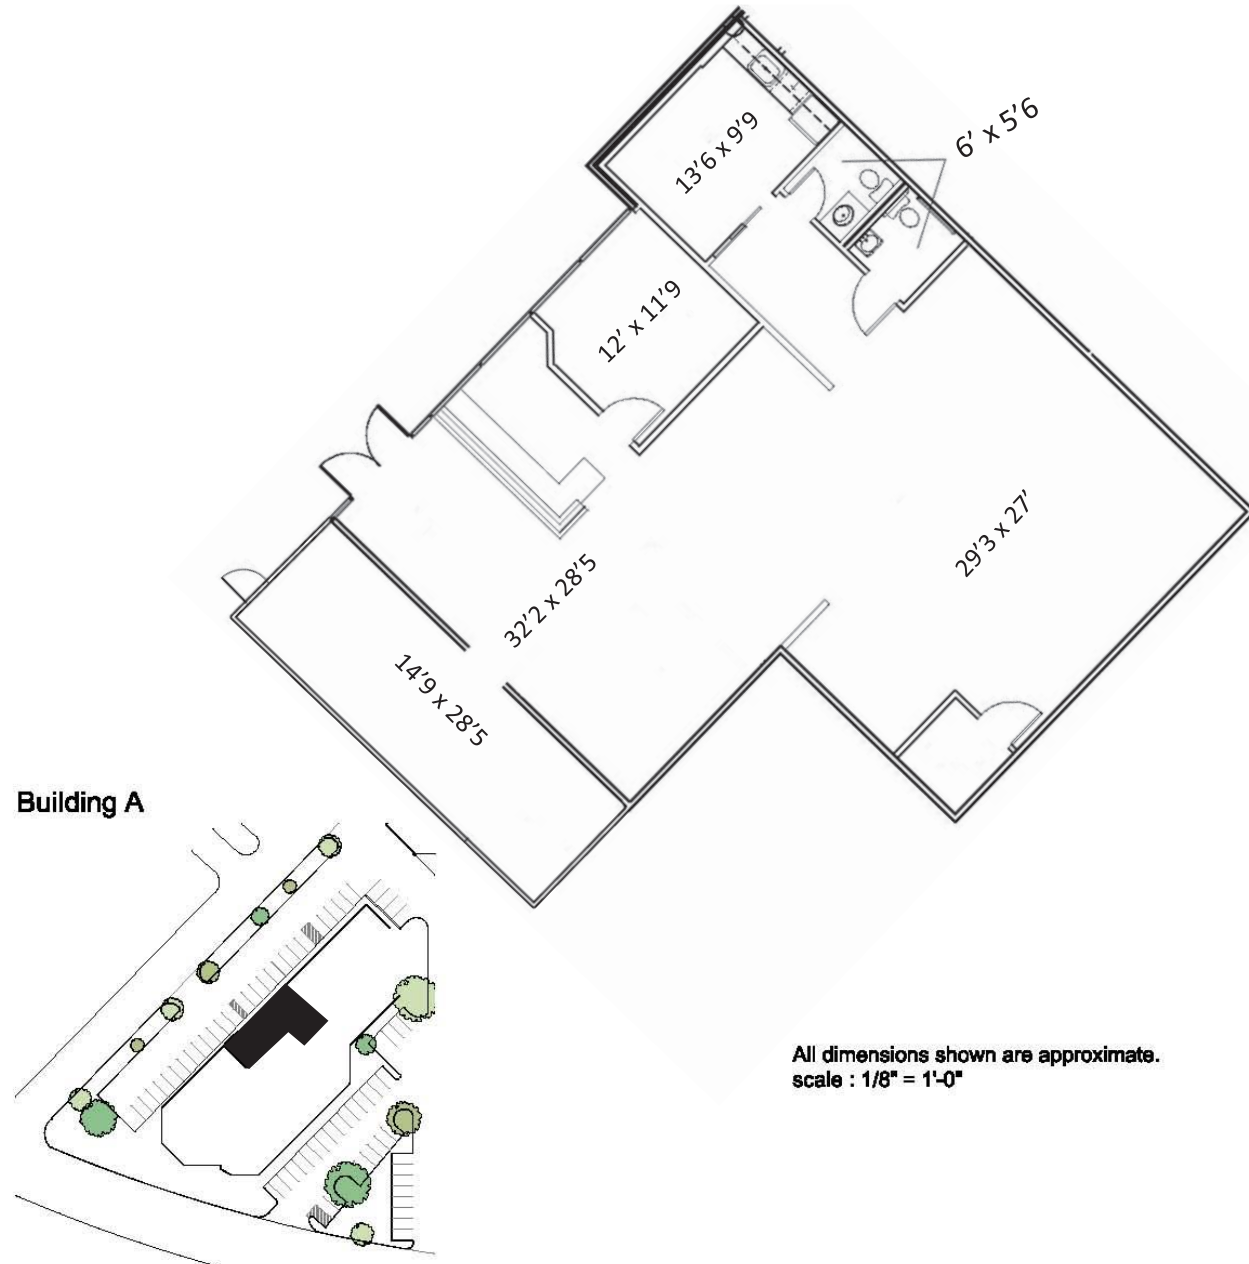 6' x 5'6
13'6 x 9'9
12' x 11'9
29'3 x 27'
32'2 x 28'5
14'9 x 28'5
Building A
All dimensions shown are approximate.
scale : 1/8" = 1'-0"